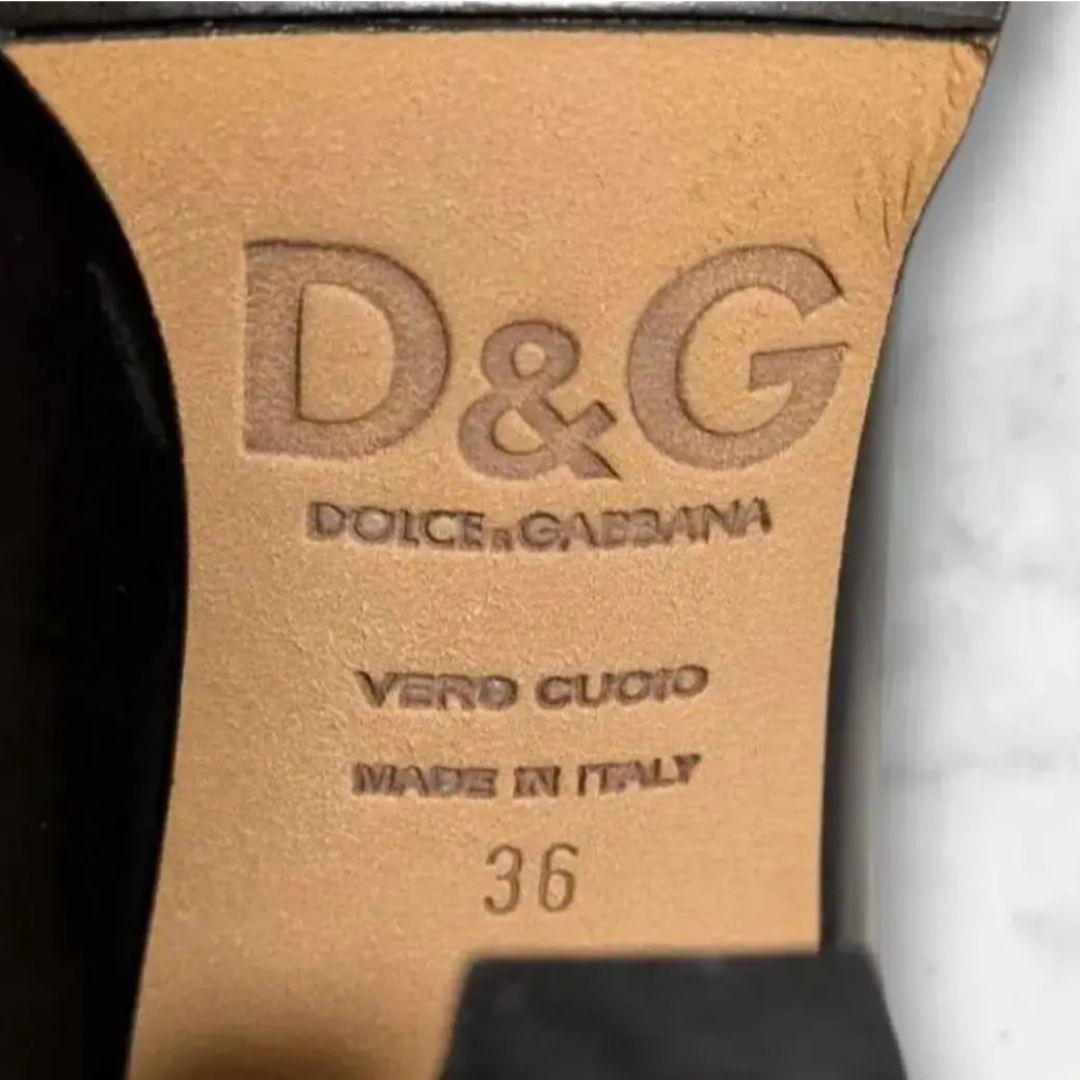 D&G
DOLCE&GABBANA
VERO CUOIO
MADE IN ITALY
36